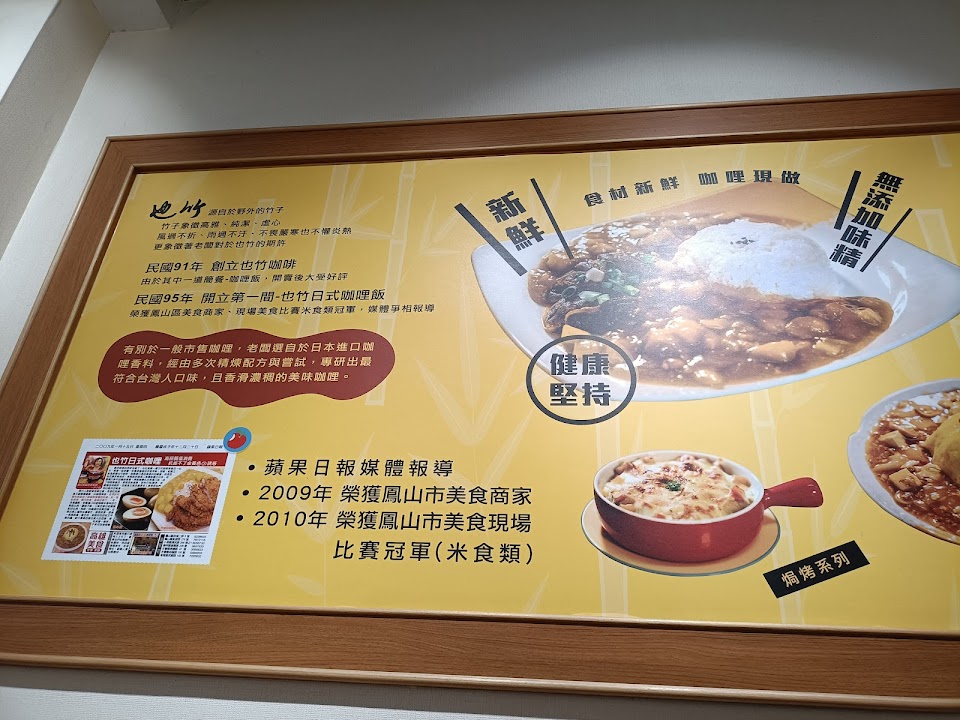 也竹 源自於野外的竹子
竹子象徵高雅、純潔、虛心
風過不折、雨過不汙、不畏嚴寒也不懼炎熱
更象徵著老闆對於也竹的期許
民國91年 創立也竹咖啡
由於其中一道簡餐-咖哩飯，開賣後大受好評
民國95年 開立第一間-也竹日式咖哩飯
榮獲鳳山區美食商家、現場美食比賽米食類冠軍，媒體爭相報導
有別於一般市售咖哩，老闆選自於日本進口咖
哩香料，經由多次精煉配方與嘗試，專研出最
符合台灣人口味，且香滑濃稠的美味咖哩。
也竹日式咖哩
高雄
美食
• 蘋果日報媒體報導
• 2009年 榮獲鳳山市美食商家
• 2010年 榮獲鳳山市美食現場
比賽冠軍(米食類)
新鮮
食材新鮮 咖哩現做
無添加味精
健康
堅持
焗烤系列